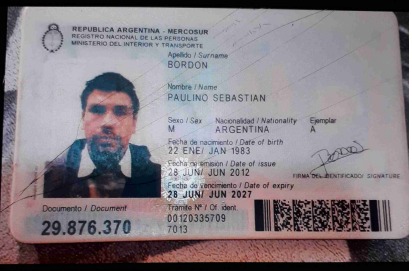 REPUBLICA ARGENTINA - MERCOSUR
REGISTRO NACIONAL DE LAS PERSONAS
MINISTERIO DEL INTERIOR Y TRANSPORTE
Apellido / Surname
BORDON
Nombre / Name
PAULINO SEBASTIAN
Sexo / Sex Nacionalidad / Nationality Ejemplar
M ARGENTINA A
Fecha de nacimiento / Date of birth
22 ENE/ JAN 1983
Fecha de emisión / Date of issue
28 JUN/ JUN 2012
Fecha de vencimiento / Date of expiry
28 JUN/ JUN 2027
FIRMA DEL IDENTIFICADO/ SIGNATURE
Documento / Document
29.876.370
Tramite Nº / Of. ident.
00120335709
7013